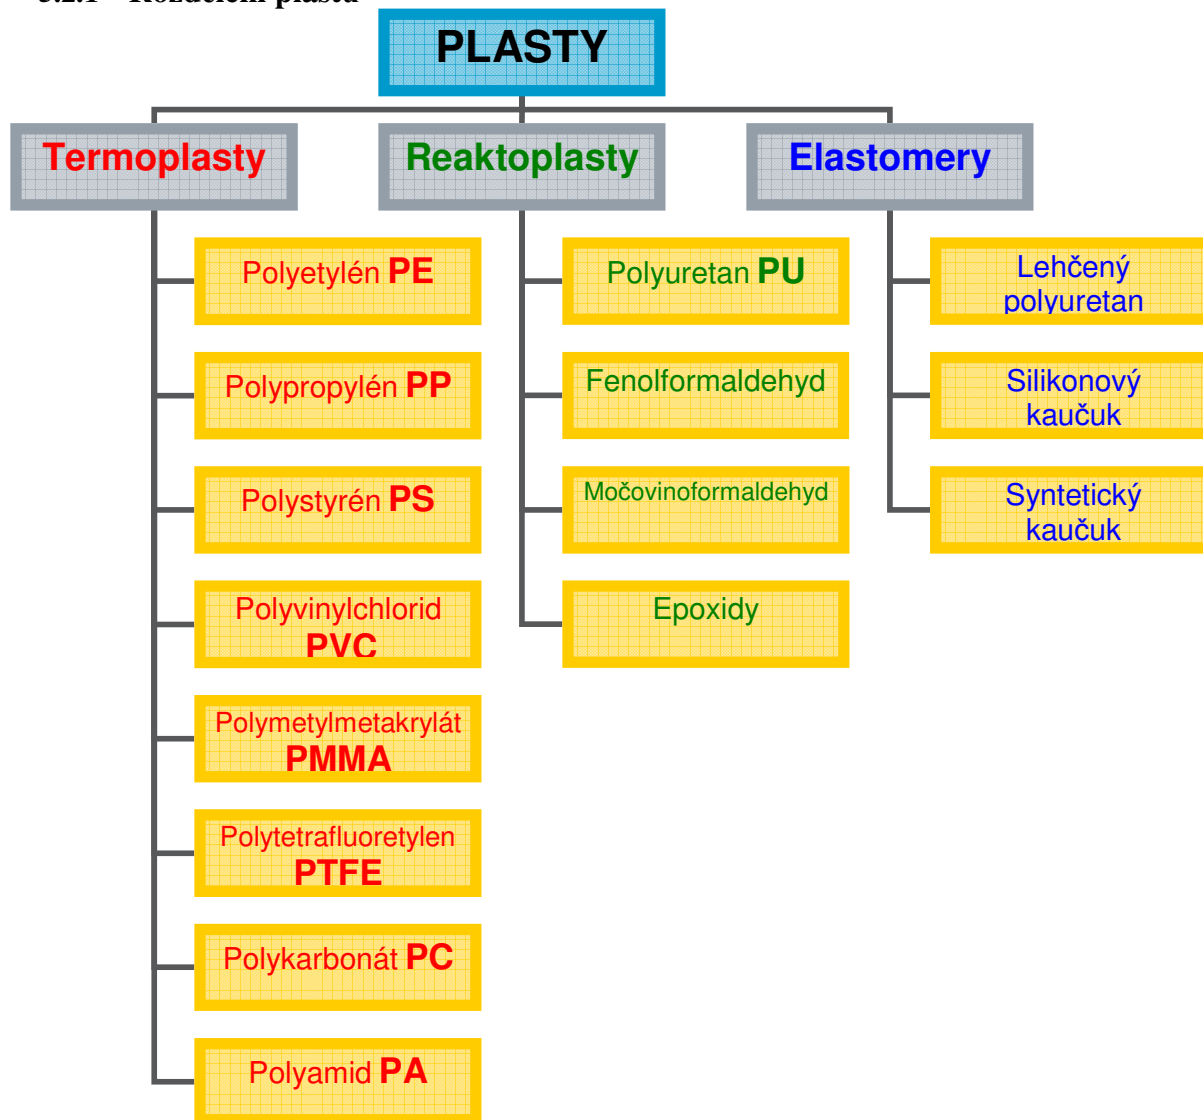 PLASTY
Termoplasty
Reaktoplasty
Elastomery
Polyetylén PE
Polypropylén PP
Polystyrén PS
Polyvinylchlorid
PVC
Polymetylmetakrylát
PMMA
Polytetrafluoretylen
PTFE
Polykarbonát PC
Polyamid PA
Polyuretan PU
Fenolformaldehyd
Močovinoformaldehyd
Epoxidy
Lehčený
polyuretan
Silikonový
kaučuk
Syntetický
kaučuk